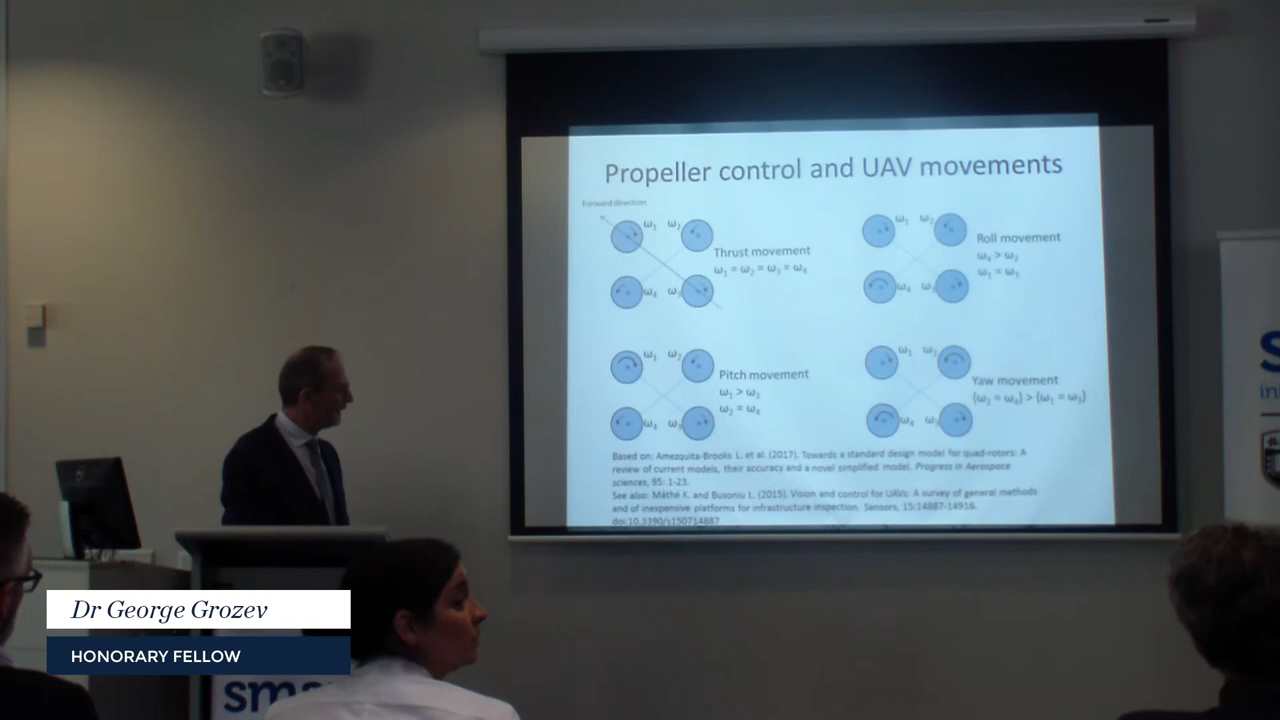 Propeller control and UAV movements
Forward direction
ω₁ ω₂
Thrust movement
ω₁ = ω₂ = ω₃ = ω₄
ω₄ ω₃
ω₁ ω₂
Roll movement
ω₄ > ω₂
ω₁ = ω₃
ω₄ ω₃
ω₁ ω₂
Pitch movement
ω₁ > ω₃
ω₂ = ω₄
ω₄ ω₃
ω₁ ω₂
Yaw movement
(ω₂ = ω₄) > (ω₁ = ω₃)
ω₄ ω₃
Based on: Amezquita-Brooks L. et al. (2017). Towards a standard design model for quad-rotors: A
review of current models, their accuracy and a novel simplified model. Progress in Aerospace
sciences, 95: 1-23.
See also: Máthé K. and Busoniu L. (2015). Vision and control for UAVs: A survey of general methods
and of inexpensive platforms for infrastructure inspection. Sensors, 15:14887-14916.
doi:10.3390/s150714887
Dr George Grozev
HONORARY FELLOW